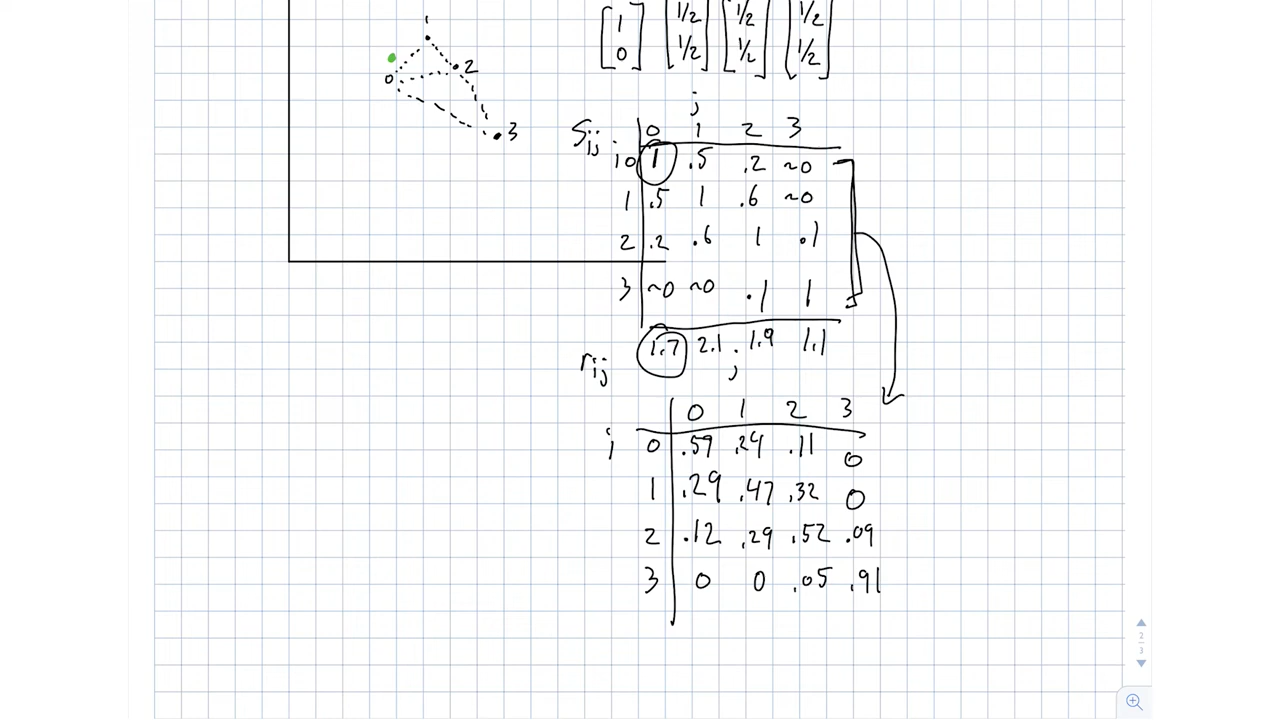 1
2
0
3
[1 0] [1/2 1/2] [1/2 1/2] [1/2 1/2]
j
Sij 0 1 2 3
i 0 1 .5 .2 ~0
1 .5 1 .6 ~0
2 .2 .6 1 .1
3 ~0 ~0 .1 1
1.7 2.1 1.9 1.1
rij j
0 1 2 3
i 0 .59 .24 .11 0
1 .29 .47 .32 0
2 .12 .29 .52 .09
3 0 0 .05 .91
2
3